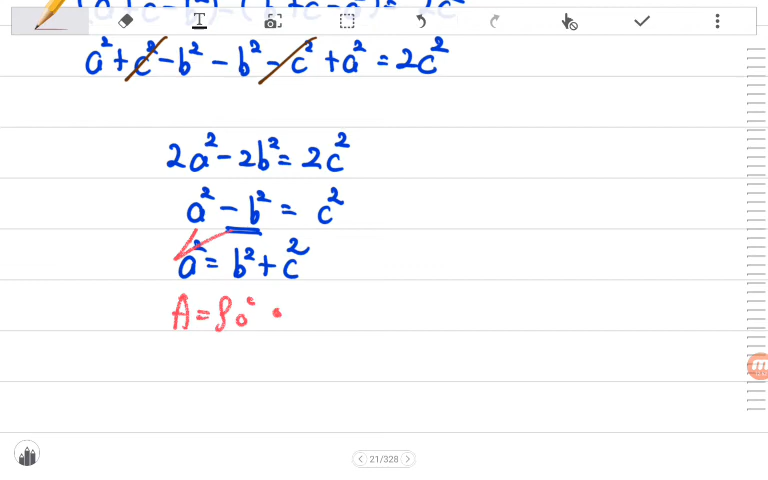 a² + c² - b² - b² - c² + a² = 2c²
2a² - 2b² = 2c²
a² - b² = c²
a² = b² + c²
A = 90°
21/328